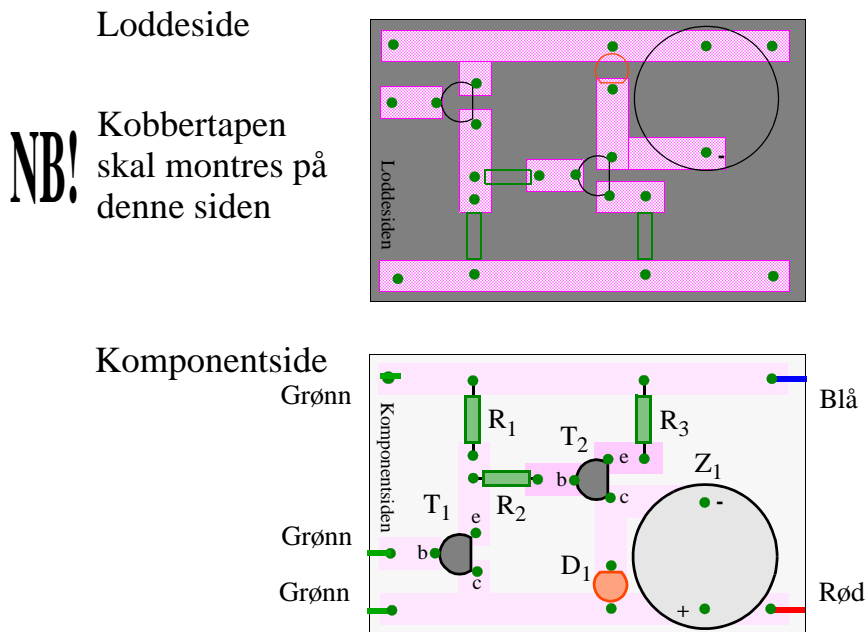 Loddeside
NB!
Kobbertapen
skal montres på
denne siden
Loddesiden
-
Komponentside
Grønn
Blå
Komponentsiden
R1
T2
e
R3
b
c
Z1
-
R2
T1
e
Grønn
b
c
D1
Grønn
+
Rød